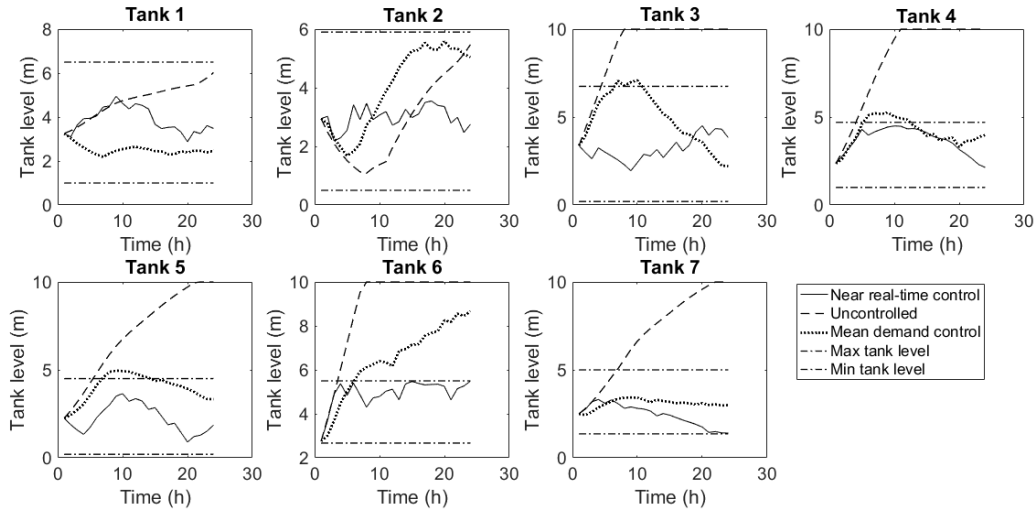 Tank 1
Tank level (m)
8
6
4
2
0
0 10 20 30
Time (h)
Tank 2
Tank level (m)
6
4
2
0
0 10 20 30
Time (h)
Tank 3
Tank level (m)
10
5
0
0 10 20 30
Time (h)
Tank 4
Tank level (m)
10
5
0
0 10 20 30
Time (h)
Tank 5
Tank level (m)
10
5
0
0 10 20 30
Time (h)
Tank 6
Tank level (m)
10
8
6
4
2
0 10 20 30
Time (h)
Tank 7
Tank level (m)
10
5
0
0 10 20 30
Time (h)
Near real-time control
Uncontrolled
Mean demand control
Max tank level
Min tank level